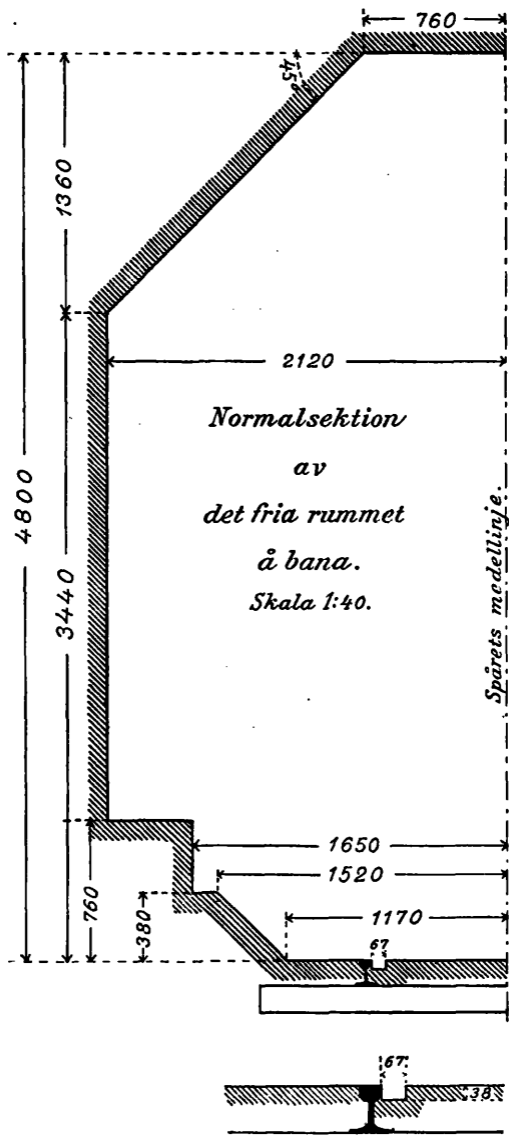 760
45°
1360
2120
Normalsektion
av
det fria rummet
å bana.
Skala 1:40.
4800
3440
Spårets medellinje.
1650
1520
760
380
1170
67
67
38